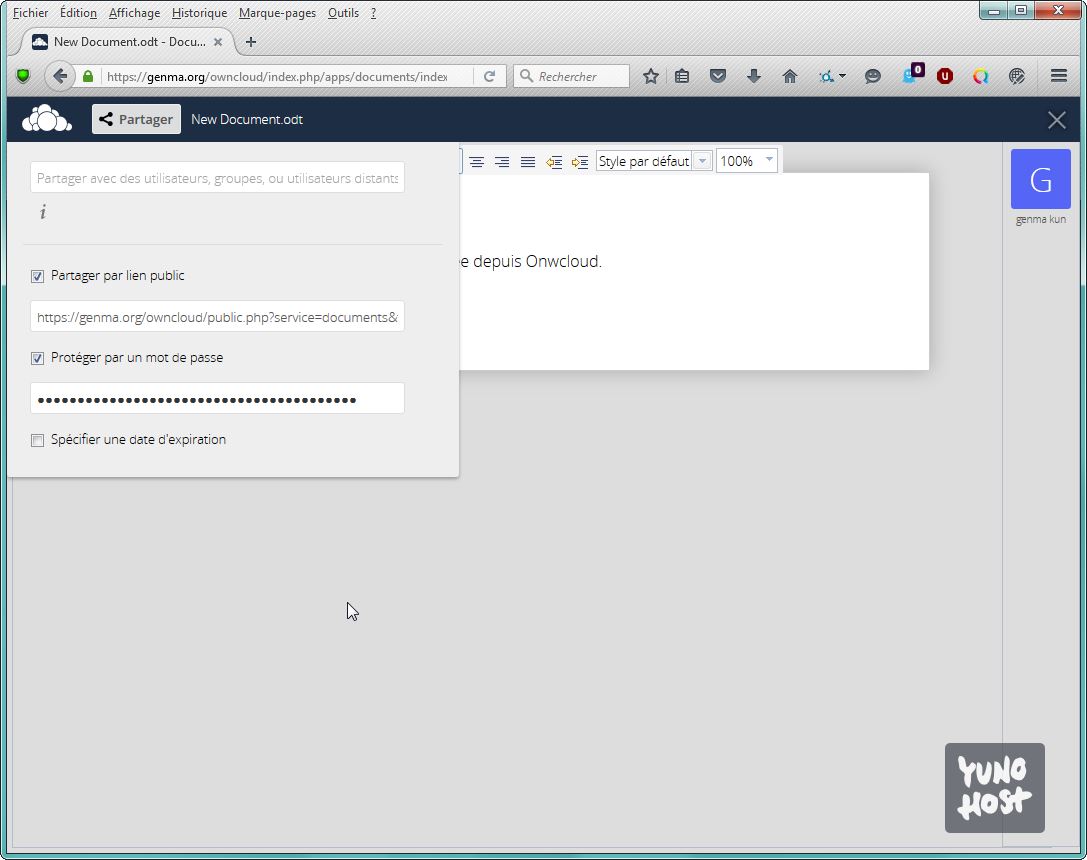 Fichier Édition Affichage Historique Marque-pages Outils ?
New Document.odt - Docu...
https://genma.org/owncloud/index.php/apps/documents/index
Rechercher
0
Partager New Document.odt
Style par défaut 100%
Partager avec des utilisateurs, groupes, ou utilisateurs distants
i
G
genma kun
e depuis Onwcloud.
Partager par lien public
https://genma.org/owncloud/public.php?service=documents&
Protéger par un mot de passe
Spécifier une date d'expiration
YUNO
HOST